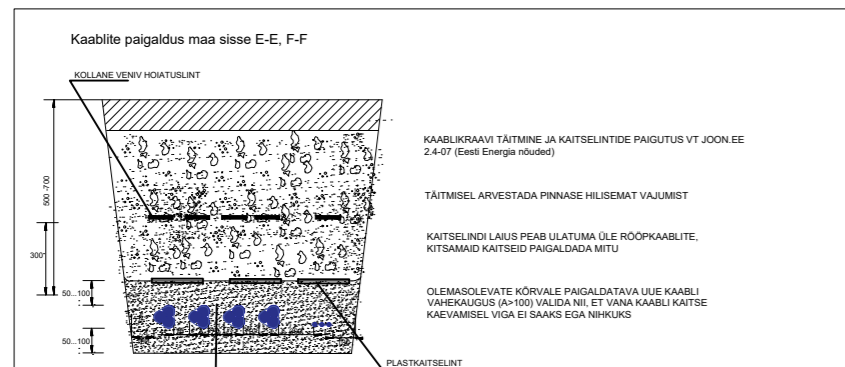 Kaablite paigaldus maa sisse E-E, F-F
KOLLANE VENIV HOIATUSLINT
KAABLIKRAAVI TÄITMINE JA KAITSELINTIDE PAIGUTUS VT JOON.EE
2.4-07 (Eesti Energia nõuded)
TÄITMISEL ARVESTADA PINNASE HILISEMAT VAJUMIST
KAITSELINDI LAIUS PEAB ULATUMA ÜLE RÖÖPKAABLITE,
KITSAMAID KAITSEID PAIGALDADA MITU
OLEMASOLEVATE KÕRVALE PAIGALDATAVA UUE KAABLI
VAHEKAUGUS (A>100) VALIDA NII, ET VANA KAABLI KAITSE
KAEVAMISEL VIGA EI SAAKS EGA NIHKUKS
300
50...100
50...100
PLASTKAITSELINT